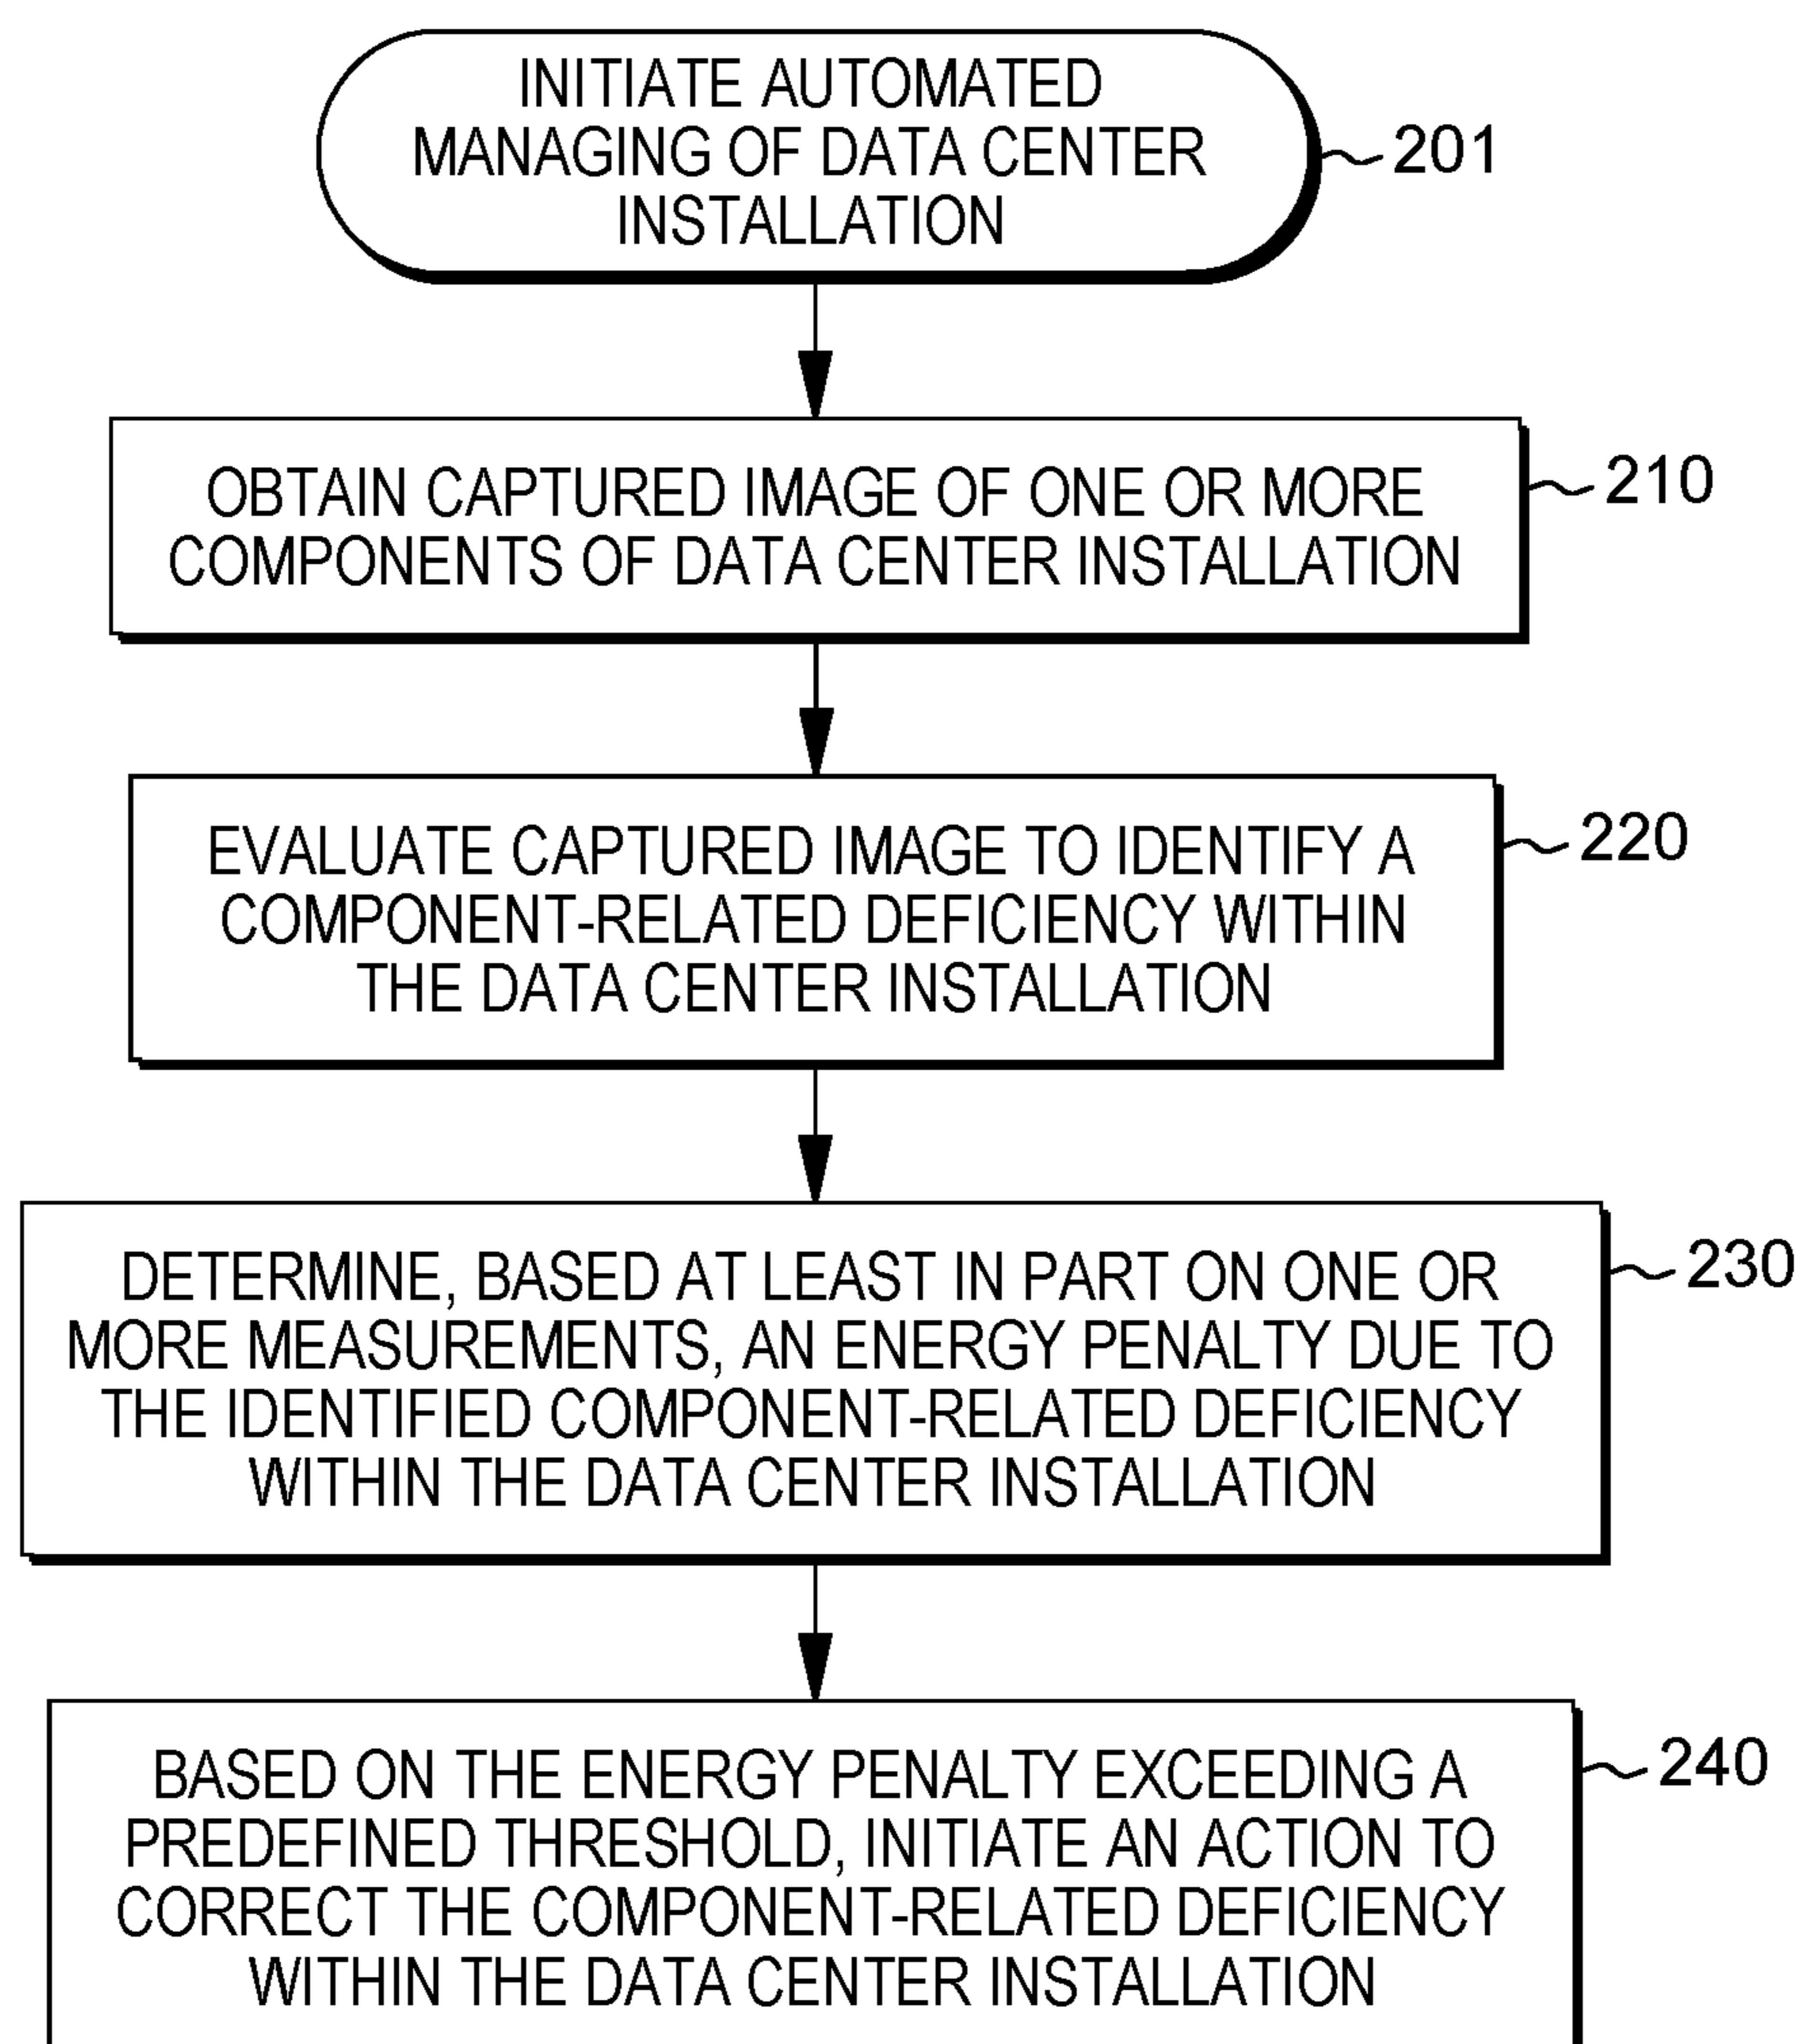 INITIATE AUTOMATED
MANAGING OF DATA CENTER
INSTALLATION
201
OBTAIN CAPTURED IMAGE OF ONE OR MORE
COMPONENTS OF DATA CENTER INSTALLATION
210
EVALUATE CAPTURED IMAGE TO IDENTIFY A
COMPONENT-RELATED DEFICIENCY WITHIN
THE DATA CENTER INSTALLATION
220
DETERMINE, BASED AT LEAST IN PART ON ONE OR
MORE MEASUREMENTS, AN ENERGY PENALTY DUE TO
THE IDENTIFIED COMPONENT-RELATED DEFICIENCY
WITHIN THE DATA CENTER INSTALLATION
230
BASED ON THE ENERGY PENALTY EXCEEDING A
PREDEFINED THRESHOLD, INITIATE AN ACTION TO
CORRECT THE COMPONENT-RELATED DEFICIENCY
WITHIN THE DATA CENTER INSTALLATION
240